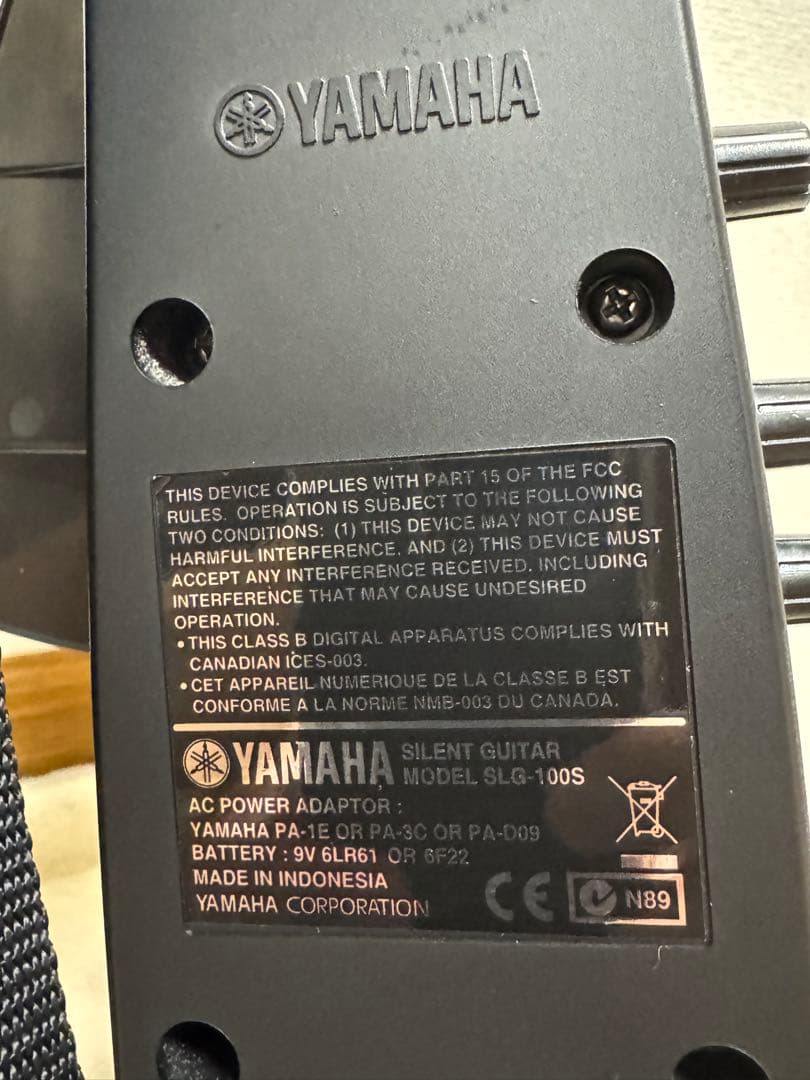 YAMAHA
THIS DEVICE COMPLIES WITH PART 15 OF THE FCC
RULES. OPERATION IS SUBJECT TO THE FOLLOWING
TWO CONDITIONS: (1) THIS DEVICE MAY NOT CAUSE
HARMFUL INTERFERENCE, AND (2) THIS DEVICE MUST
ACCEPT ANY INTERFERENCE RECEIVED, INCLUDING
INTERFERENCE THAT MAY CAUSE UNDESIRED
OPERATION.
• THIS CLASS B DIGITAL APPARATUS COMPLIES WITH
CANADIAN ICES-003.
• CET APPAREIL NUMERIQUE DE LA CLASSE B EST
CONFORME A LA NORME NMB-003 DU CANADA.
YAMAHA SILENT GUITAR
MODEL SLG-100S
AC POWER ADAPTOR :
YAMAHA PA-1E OR PA-3C OR PA-D09
BATTERY : 9V 6LR61 OR 6F22
MADE IN INDONESIA
YAMAHA CORPORATION
CE
N89